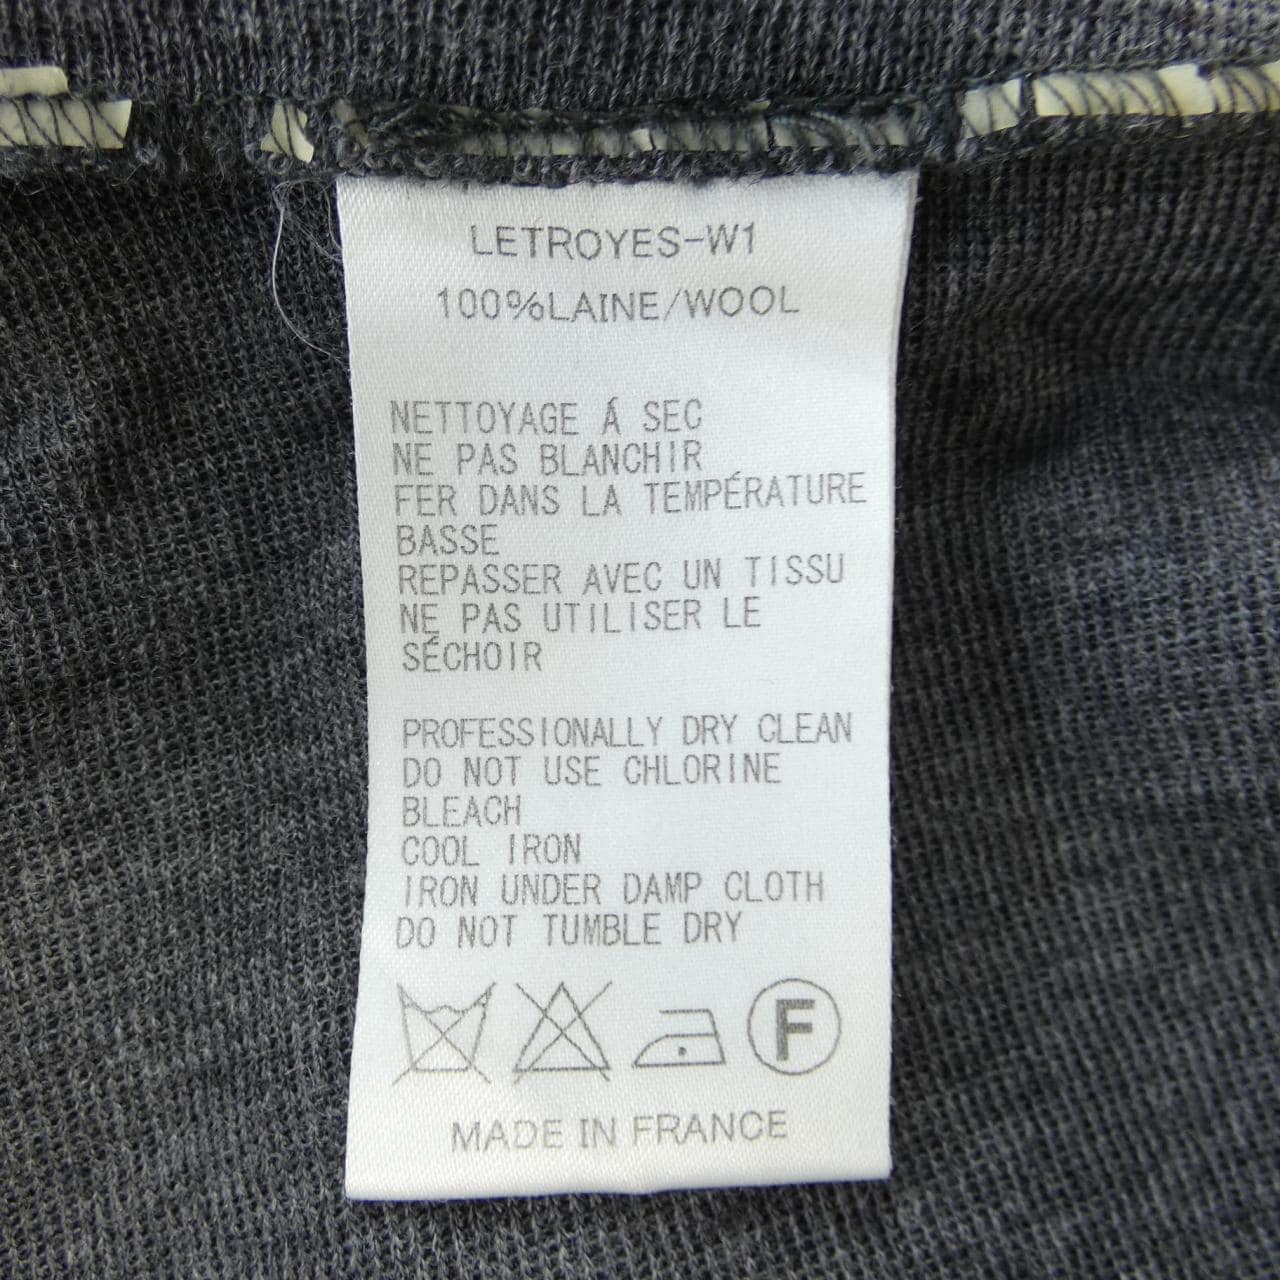 LETROYES-W1
100%LAINE/WOOL
NETTOYAGE Á SEC
NE PAS BLANCHIR
FER DANS LA TEMPÉRATURE
BASSE
REPASSER AVEC UN TISSU
NE PAS UTILISER LE
SÉCHOIR
PROFESSIONALLY DRY CLEAN
DO NOT USE CHLORINE
BLEACH
COOL IRON
IRON UNDER DAMP CLOTH
DO NOT TUMBLE DRY
F
MADE IN FRANCE